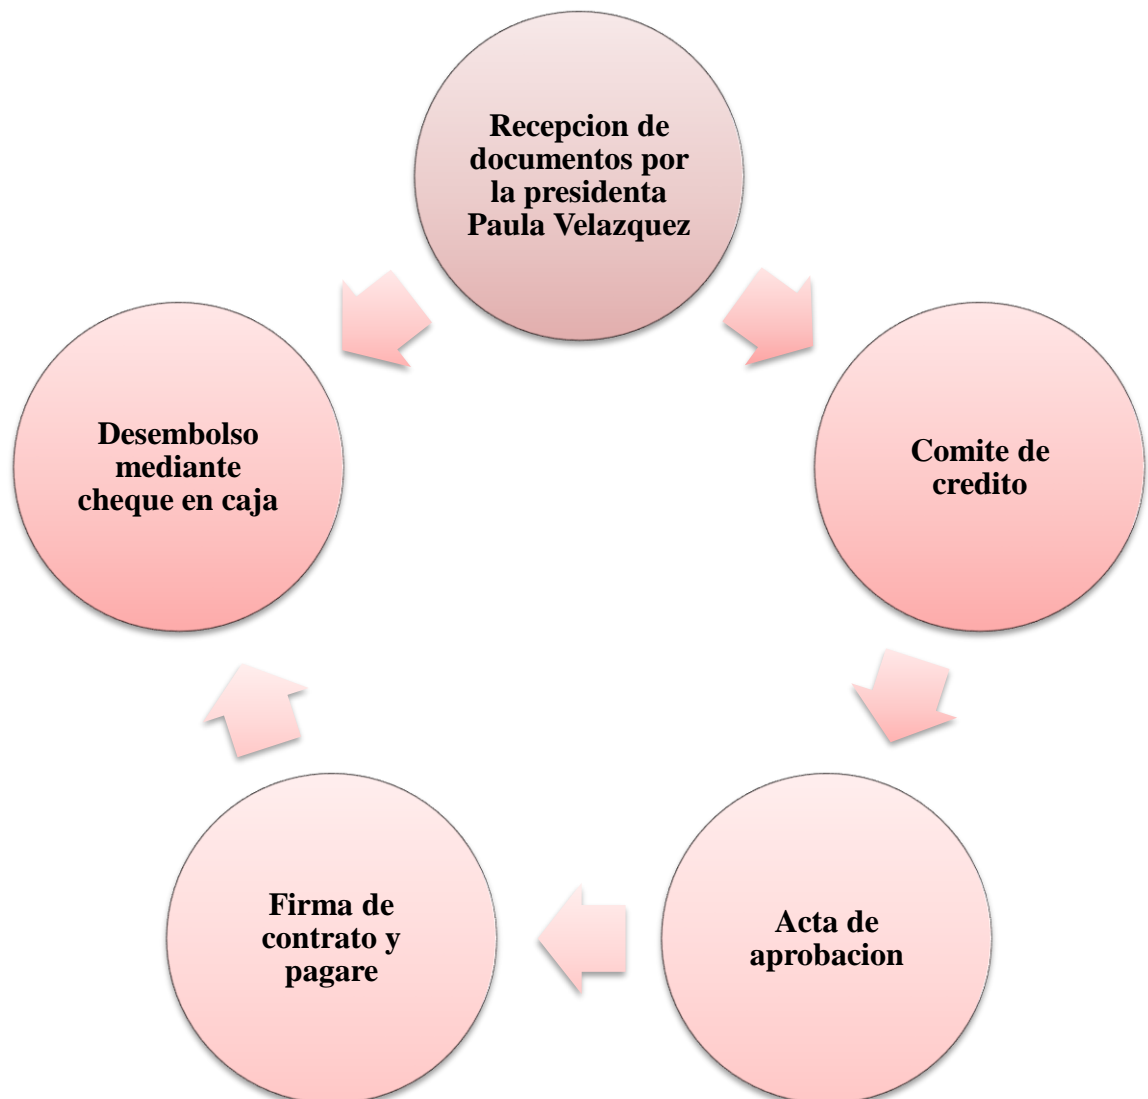 Recepcion de
documentos por
la presidenta
Paula Velazquez
Comite de
credito
Acta de
aprobacion
Firma de
contrato y
pagare
Desembolso
mediante
cheque en caja